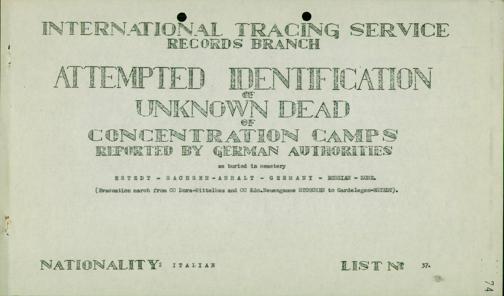 INTERNATIONAL TRACING SERVICE
RECORDS BRANCH
ATTEMPTED IDENTIFICATION
OF
UNKNOWN DEAD
OF
CONCENTRATION CAMPS
REPORTED BY GERMAN AUTHORITIES
as buried in cemetery
ESTEDT - SACHSEN-ANHALT - GERMANY - RUSSIAN - ZONE.
(Evacuation march from CC Dora-Mittelbau and CC Kdo.Neuengamme to Gardelegen-ESTEDT).
NATIONALITY: ITALIAN
LIST Nº 37.
74